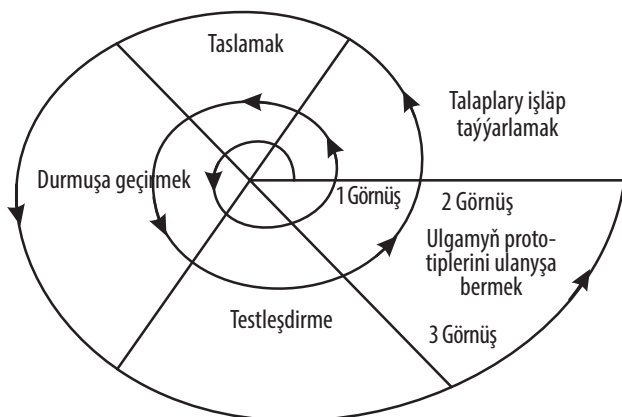 Taslamak
Talaplary işläp
taýýarlamak
Durmuşa geçirmek
1 Görnüş
2 Görnüş
Ulgamyň proto-
tiplerini ulanyşa
bermek
Testleşdirme
3 Görnüş